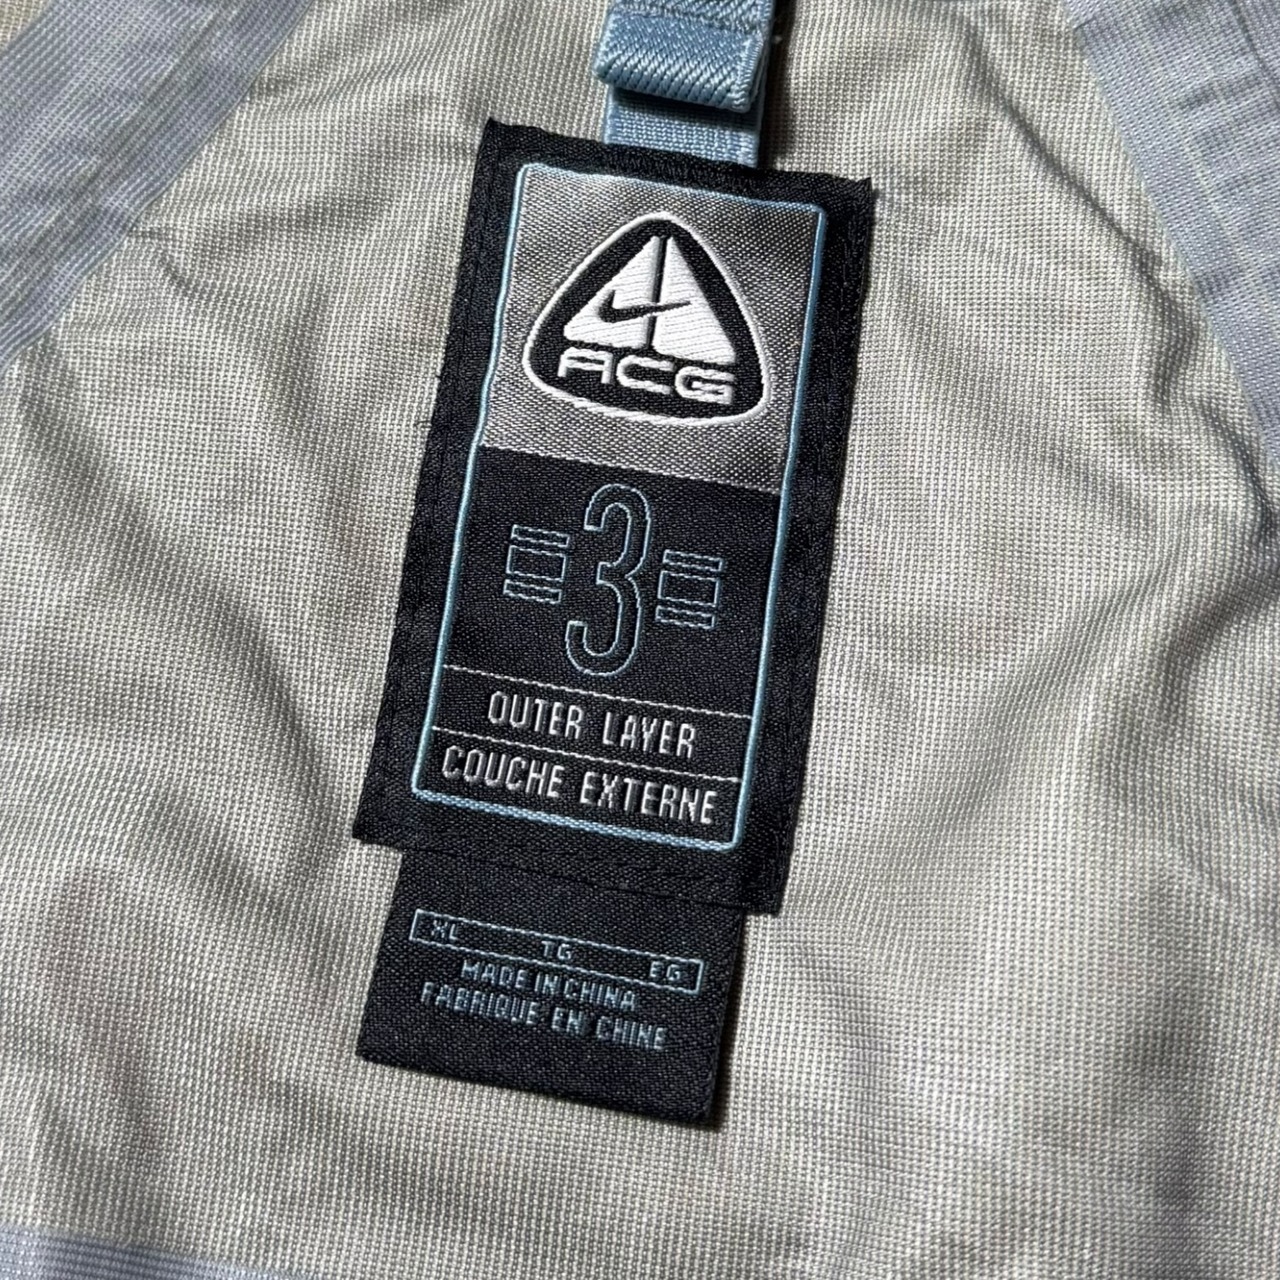 ACG
3
OUTER LAYER
COUCHE EXTERNE
XL TG EG
MADE IN CHINA
FABRIQUE EN CHINE